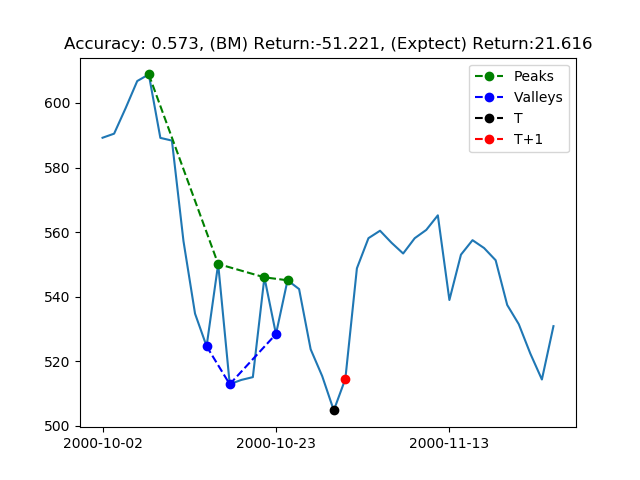 Accuracy: 0.573, (BM) Return:-51.221, (Exptect) Return:21.616
Peaks
Valleys
T
T+1
600
580
560
540
520
500
2000-10-02
2000-10-23
2000-11-13